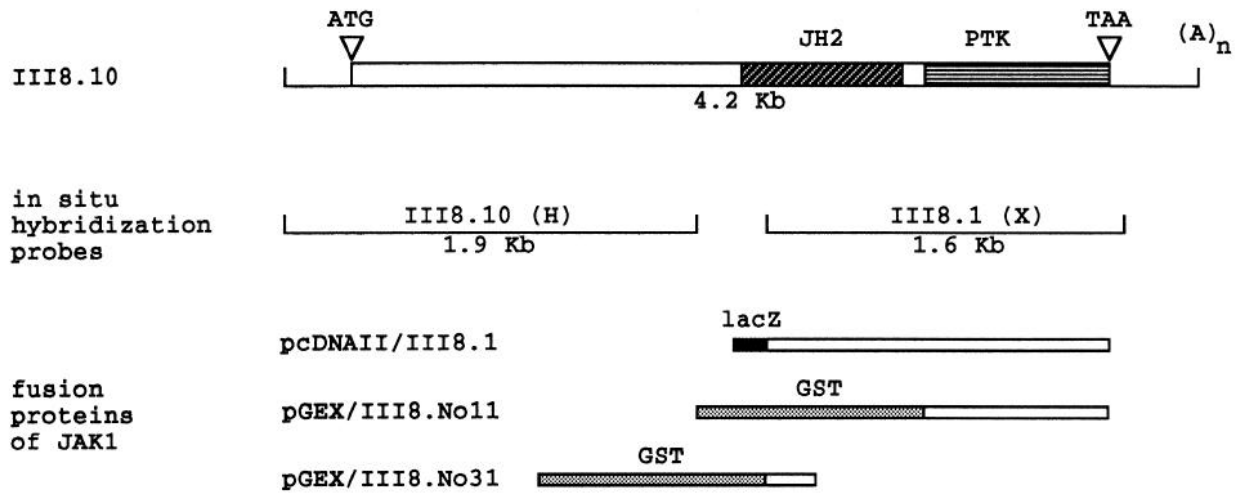 ATG
JH2
PTK
TAA
(A)n
III8.10
4.2 Kb
in situ
hybridization
probes
III8.10 (H)
1.9 Kb
III8.1 (X)
1.6 Kb
fusion
proteins
of JAK1
lacZ
pcDNAII/III8.1
GST
pGEX/III8.No11
GST
pGEX/III8.No31